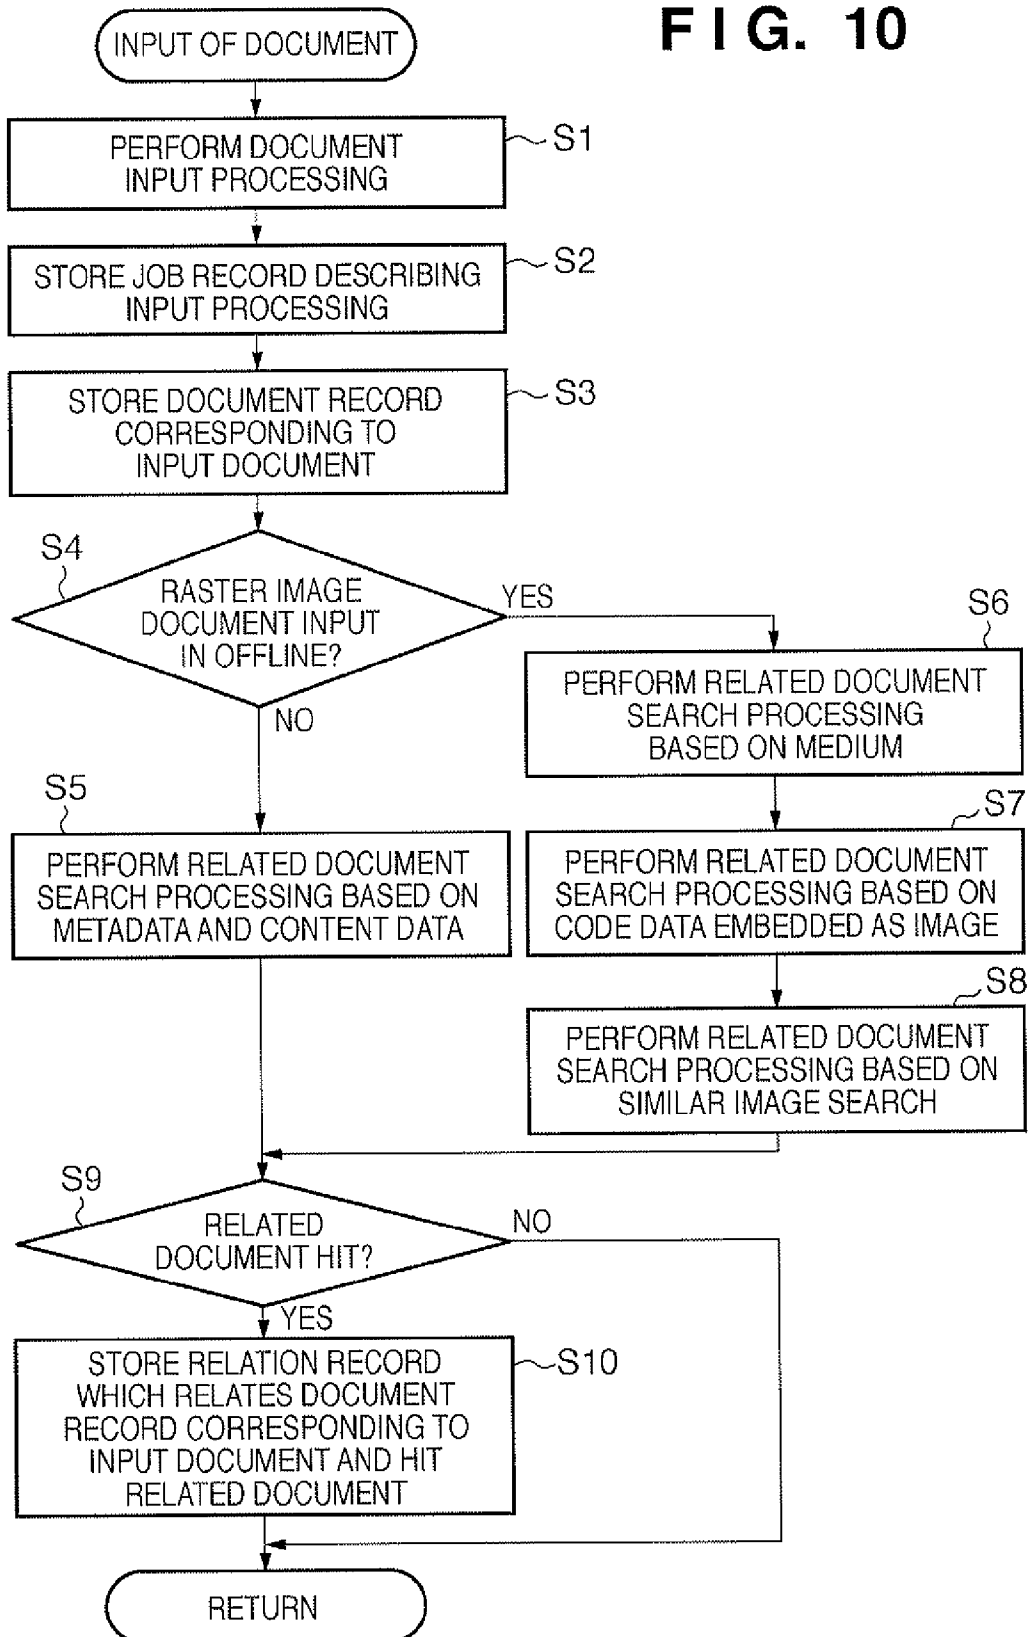 FIG. 10
INPUT OF DOCUMENT
PERFORM DOCUMENT
INPUT PROCESSING
S1
STORE JOB RECORD DESCRIBING
INPUT PROCESSING
S2
STORE DOCUMENT RECORD
CORRESPONDING TO
INPUT DOCUMENT
S3
S4
RASTER IMAGE
DOCUMENT INPUT
IN OFFLINE?
YES
NO
S6
PERFORM RELATED DOCUMENT
SEARCH PROCESSING
BASED ON MEDIUM
S5
PERFORM RELATED DOCUMENT
SEARCH PROCESSING BASED ON
METADATA AND CONTENT DATA
S7
PERFORM RELATED DOCUMENT
SEARCH PROCESSING BASED ON
CODE DATA EMBEDDED AS IMAGE
S8
PERFORM RELATED DOCUMENT
SEARCH PROCESSING BASED ON
SIMILAR IMAGE SEARCH
S9
RELATED
DOCUMENT HIT?
NO
YES
STORE RELATION RECORD
WHICH RELATES DOCUMENT
RECORD CORRESPONDING TO
INPUT DOCUMENT AND HIT
RELATED DOCUMENT
S10
RETURN